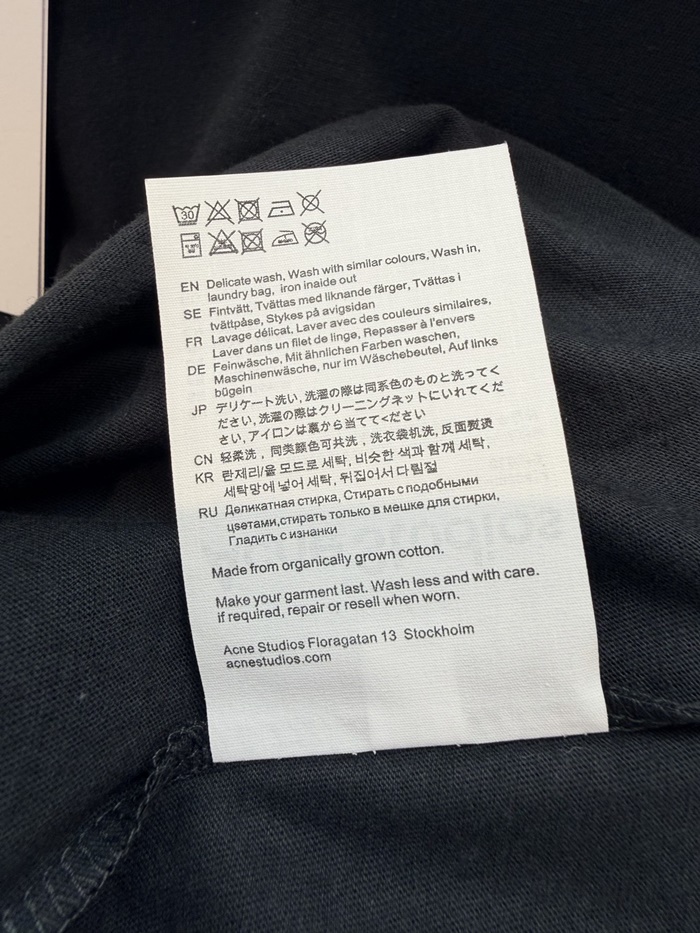 30
EN Delicate wash, Wash with similar colours, Wash in,
laundry bag, iron inaide out
SE Fintvätt, Tvättas med liknande färger, Tvättas i
tvättpåse, Stykes på avigsidan
FR Lavage délicat, Laver avec des couleurs similaires,
Laver dans un filet de linge, Repasser à l'envers
DE Feinwäsche, Mit ähnlichen Farben waschen,
Maschinenwäsche, nur im Wäschebeutel, Auf links
bügein
JP デリケート洗い, 洗濯の際は同系色のものと洗ってく
ださい, 洗濯の際はクリーニングネットにいれてくだ
さい, アイロンは裏から当てて<ださい
CN 轻柔洗，同类颜色可共洗，洗衣袋机洗, 反面熨烫
KR 란제리/울 모드로 세탁, 비슷한 색과 함께 세탁,
세탁망에 넣어 세탁, 뒤집어서 다림절
RU Деликатная стирка, Стирать с подобными
цветами,стирать только в мешке для стирки,
Гладить с изнанки
Made from organically grown cotton.
Make your garment last. Wash less and with care.
if required, repair or resell when worn.
Acne Studios Floragatan 13 Stockholm
acnestudios.com